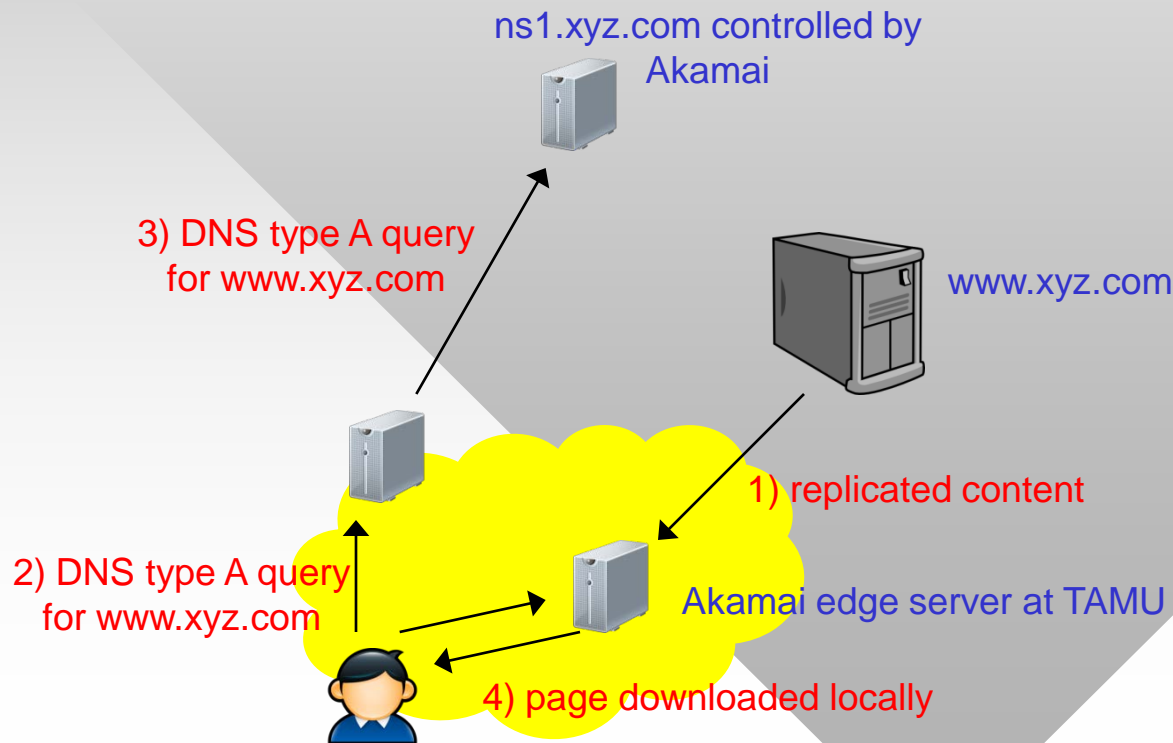 ns1.xyz.com controlled by
Akamai
3) DNS type A query
for www.xyz.com
www.xyz.com
1) replicated content
2) DNS type A query
for www.xyz.com
Akamai edge server at TAMU
4) page downloaded locally